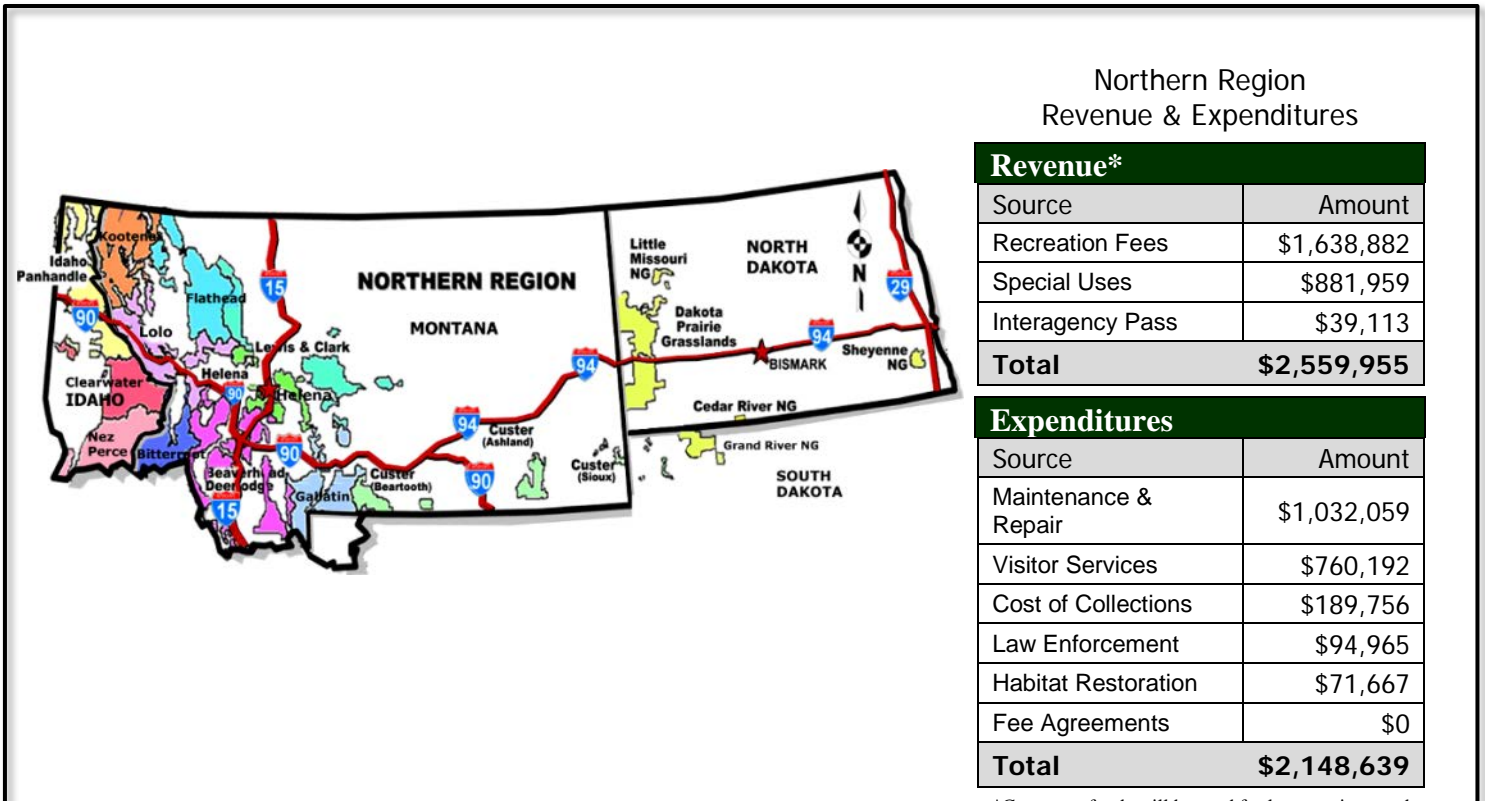 Northern Region
Revenue & Expenditures
Revenue*
Source Amount
Recreation Fees $1,638,882
Special Uses $881,959
Interagency Pass $39,113
Total $2,559,955
Expenditures
Source Amount
Maintenance &
Repair $1,032,059
Visitor Services $760,192
Cost of Collections $189,756
Law Enforcement $94,965
Habitat Restoration $71,667
Fee Agreements $0
Total $2,148,639
Kootenai
Idaho
Panhandle
90
Flathead
15
NORTHERN REGION
MONTANA
Lolo
Lewis & Clark
Helena
90
Helena
Clearwater
IDAHO
Nez
Perce
Bitterroot
Beaverhead
Deerlodge
15
90
Gallatin
Custer
(Beartooth)
94
Custer
(Ashland)
90
94
Custer
(Sioux)
Little
Missouri
NG
NORTH
DAKOTA
N
29
Dakota
Prairie
Grasslands
94
BISMARK
Sheyenne
NG
Cedar River NG
Grand River NG
SOUTH
DAKOTA